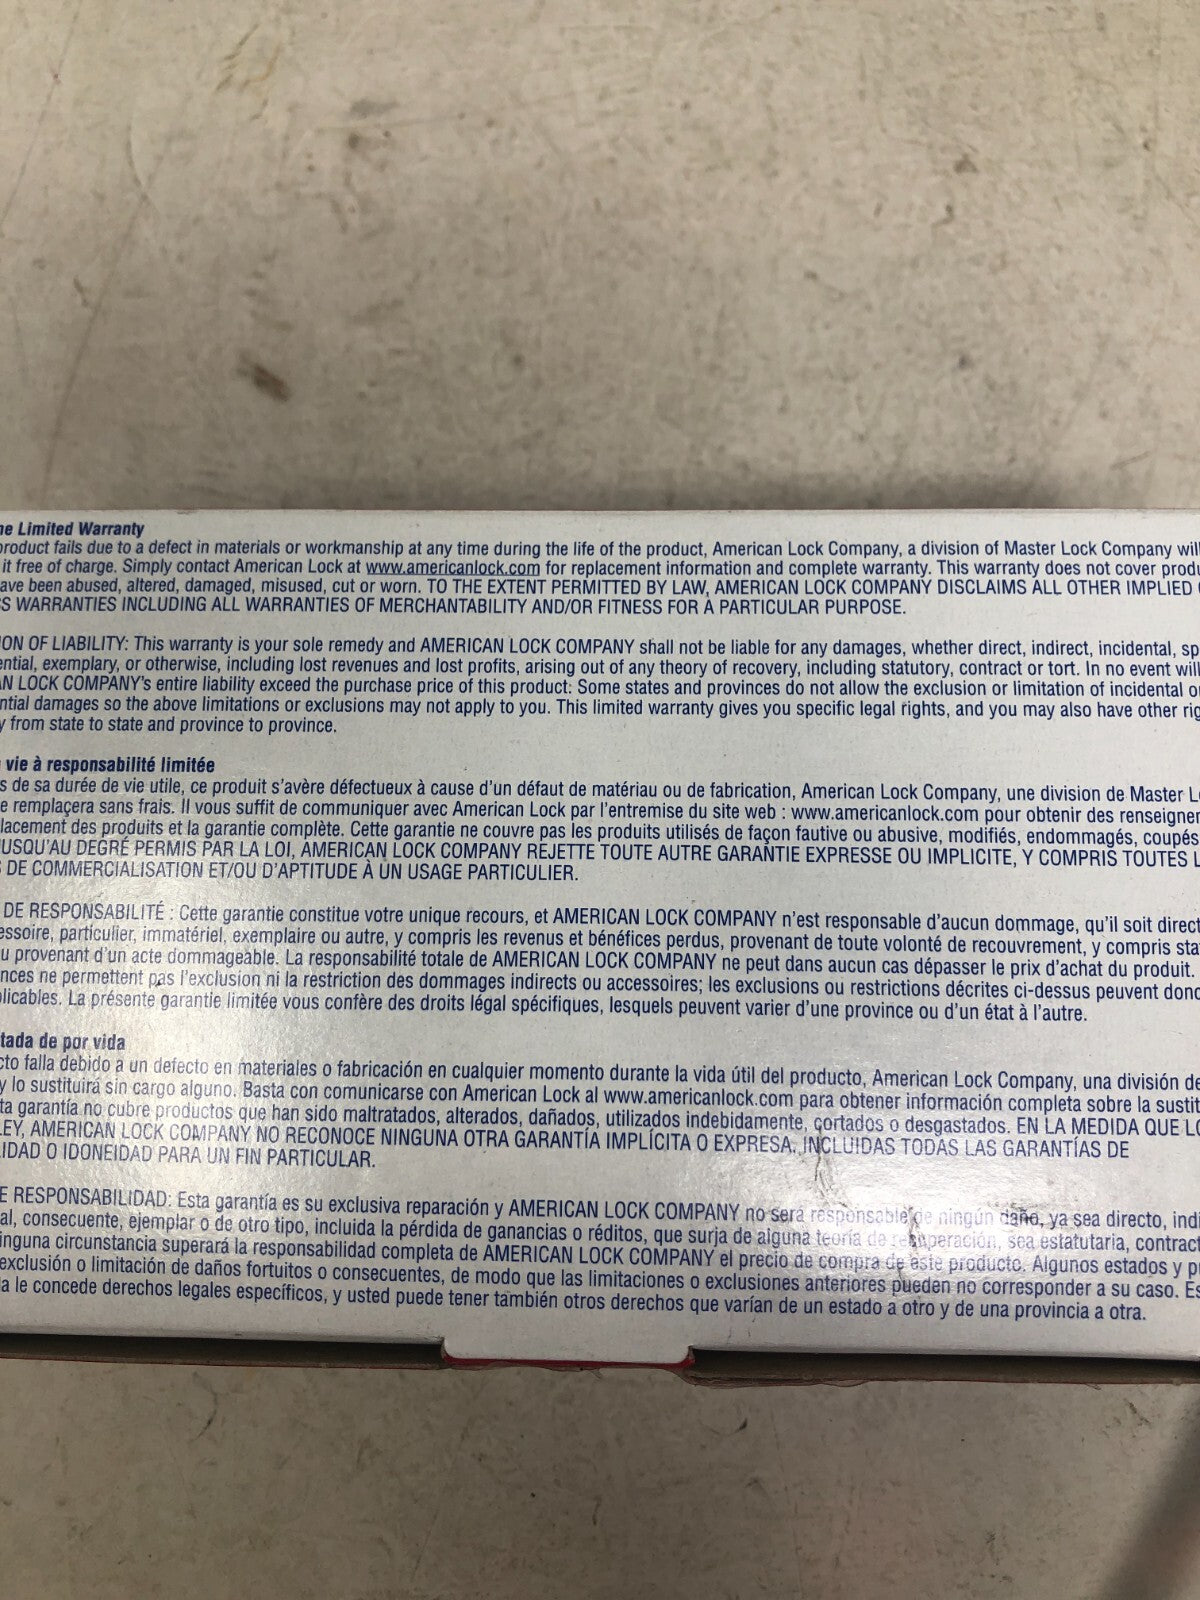 ne Limited Warranty
product fails due to a defect in materials or workmanship at any time during the life of the product, American Lock Company, a division of Master Lock Company will
it free of charge. Simply contact American Lock at www.americanlock.com for replacement information and complete warranty. This warranty does not cover produ
ave been abused, altered, damaged, misused, cut or worn. TO THE EXTENT PERMITTED BY LAW, AMERICAN LOCK COMPANY DISCLAIMS ALL OTHER IMPLIED
SS WARRANTIES INCLUDING ALL WARRANTIES OF MERCHANTABILITY AND/OR FITNESS FOR A PARTICULAR PURPOSE.
ION OF LIABILITY: This warranty is your sole remedy and AMERICAN LOCK COMPANY shall not be liable for any damages, whether direct, indirect, incidental, sp
ential, exemplary, or otherwise, including lost revenues and lost profits, arising out of any theory of recovery, including statutory, contract or tort. In no event will
AN LOCK COMPANY's entire liability exceed the purchase price of this product: Some states and provinces do not allow the exclusion or limitation of incidental o
ntial damages so the above limitations or exclusions may not apply to you. This limited warranty gives you specific legal rights, and you may also have other rig
y from state to state and province to province.
vie à responsabilité limitée
s de sa durée de vie utile, ce produit s'avère défectueux à cause d'un défaut de matériau ou de fabrication, American Lock Company, une division de Master L
e remplaçera sans frais. Il vous suffit de communiquer avec American Lock par l'entremise du site web : www.americanlock.com pour obtenir des renseigner
lacement des produits et la garantie complète. Cette garantie ne couvre pas les produits utilisés de façon fautive ou abusive, modifiés, endommagés, coupés
JUSQU'AU DEGRÉ PERMIS PAR LA LOI, AMERICAN LOCK COMPANY REJETTE TOUTE AUTRE GARANTIE EXPRESSE OU IMPLICITE, Y COMPRIS TOUTES L
S DE COMMERCIALISATION ET/OU D'APTITUDE À UN USAGE PARTICULIER.
DE RESPONSABILITÉ : Cette garantie constitue votre unique recours, et AMERICAN LOCK COMPANY n'est responsable d'aucun dommage, qu'il soit direct
essoire, particulier, immatériel, exemplaire ou autre, y compris les revenus et bénéfices perdus, provenant de toute volonté de recouvrement, y compris sta
u provenant d'un acte dommageable. La responsabilité totale de AMERICAN LOCK COMPANY ne peut dans aucun cas dépasser le prix d'achat du produit.
nces ne permettent pas l'exclusion ni la restriction des dommages indirects ou accessoires; les exclusions ou restrictions décrites ci-dessus peuvent donc
plicables. La présente garantie limitée vous confère des droits légal spécifiques, lesquels peuvent varier d'une province ou d'un état à l'autre.
tada de por vida
cto falla debido a un defecto en materiales o fabricación en cualquier momento durante la vida útil del producto, American Lock Company, una división de
y lo sustituirá sin cargo alguno. Basta con comunicarse con American Lock al www.americanlock.com para obtener información completa sobre la sustit
ta garantía no cubre productos que han sido maltratados, alterados, dañados, utilizados indebidamente, cortados o desgastados. EN LA MEDIDA QUE LO
LEY, AMERICAN LOCK COMPANY NO RECONOCE NINGUNA OTRA GARANTÍA IMPLÍCITA O EXPRESA, INCLUIDAS TODAS LAS GARANTÍAS DE
LIDAD O IDONEIDAD PARA UN FIN PARTICULAR.
E RESPONSABILIDAD: Esta garantía es su exclusiva reparación y AMERICAN LOCK COMPANY no será responsable de ningún daño, ya sea directo, indi
al, consecuente, ejemplar o de otro tipo, incluida la pérdida de ganancias o réditos, que surja de alguna teoría de recuperación, sea estatutaria, contract
inguna circunstancia superará la responsabilidad completa de AMERICAN LOCK COMPANY el precio de compra de este producto. Algunos estados y p
exclusión o limitación de daños fortuitos o consecuentes, de modo que las limitaciones o exclusiones anteriores pueden no corresponder a su caso. Es
la le concede derechos legales específicos, y usted puede tener también otros derechos que varían de un estado a otro y de una provincia a otra.